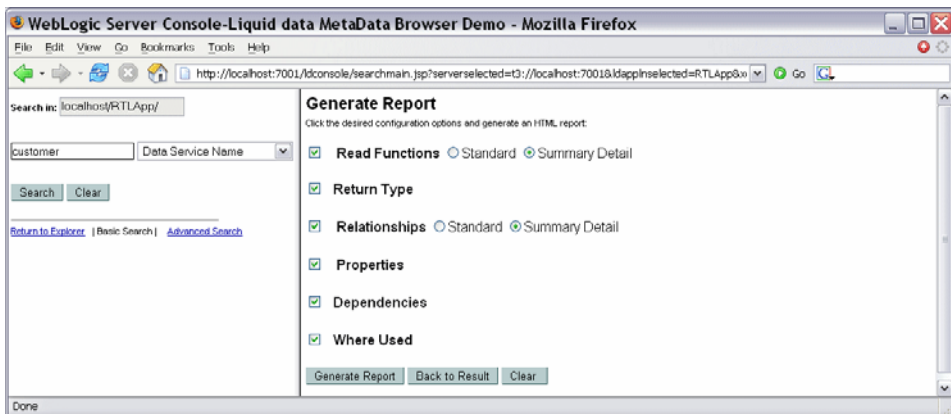 WebLogic Server Console-Liquid data MetaData Browser Demo - Mozilla Firefox
File Edit View Go Bookmarks Tools Help
http://localhost:7001/ldconsole/searchmain.jsp?serverselected=t3://localhost:7001&ldappInselected=RTLApp& Go
Search in: localhost/RTLApp/
customer Data Service Name
Search Clear
Return to Explorer | Basic Search | Advanced Search
Generate Report
Click the desired configuration options and generate an HTML report:
Read Functions Standard Summary Detail
Return Type
Relationships Standard Summary Detail
Properties
Dependencies
Where Used
Generate Report Back to Result Clear
Done